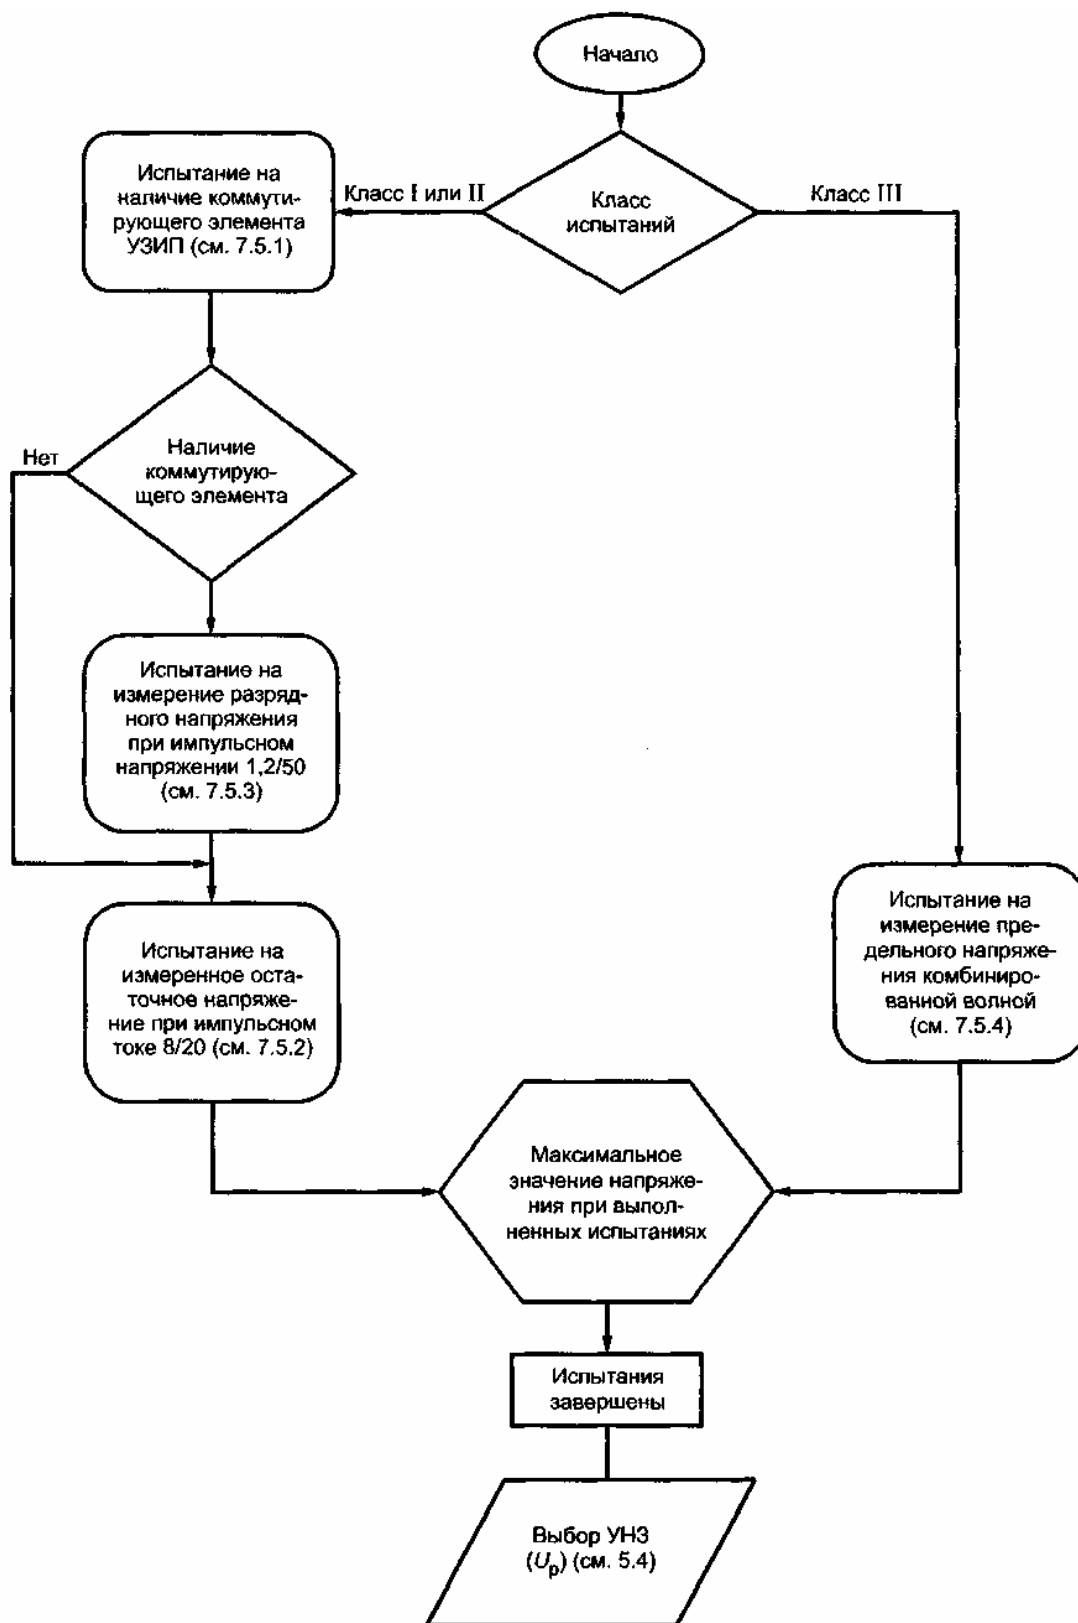 Начало
Класс
испытаний
Класс I или II
Класс III
Испытание на
наличие коммути-
рующего элемента
УЗИП (см. 7.5.1)
Наличие
коммутирую-
щего элемента
Нет
Испытание на
измерение разряд-
ного напряжения
при импульсном
напряжении 1,2/50
(см. 7.5.3)
Испытание на
измеренное оста-
точное напряже-
ние при импульсном
токе 8/20 (см. 7.5.2)
Испытание на
измерение пре-
дельного напряже-
ния комбиниро-
ванной волной
(см. 7.5.4)
Максимальное
значение напряже-
ния при выпол-
ненных испытаниях
Испытания
завершены
Выбор УНЗ
(Uр) (см. 5.4)